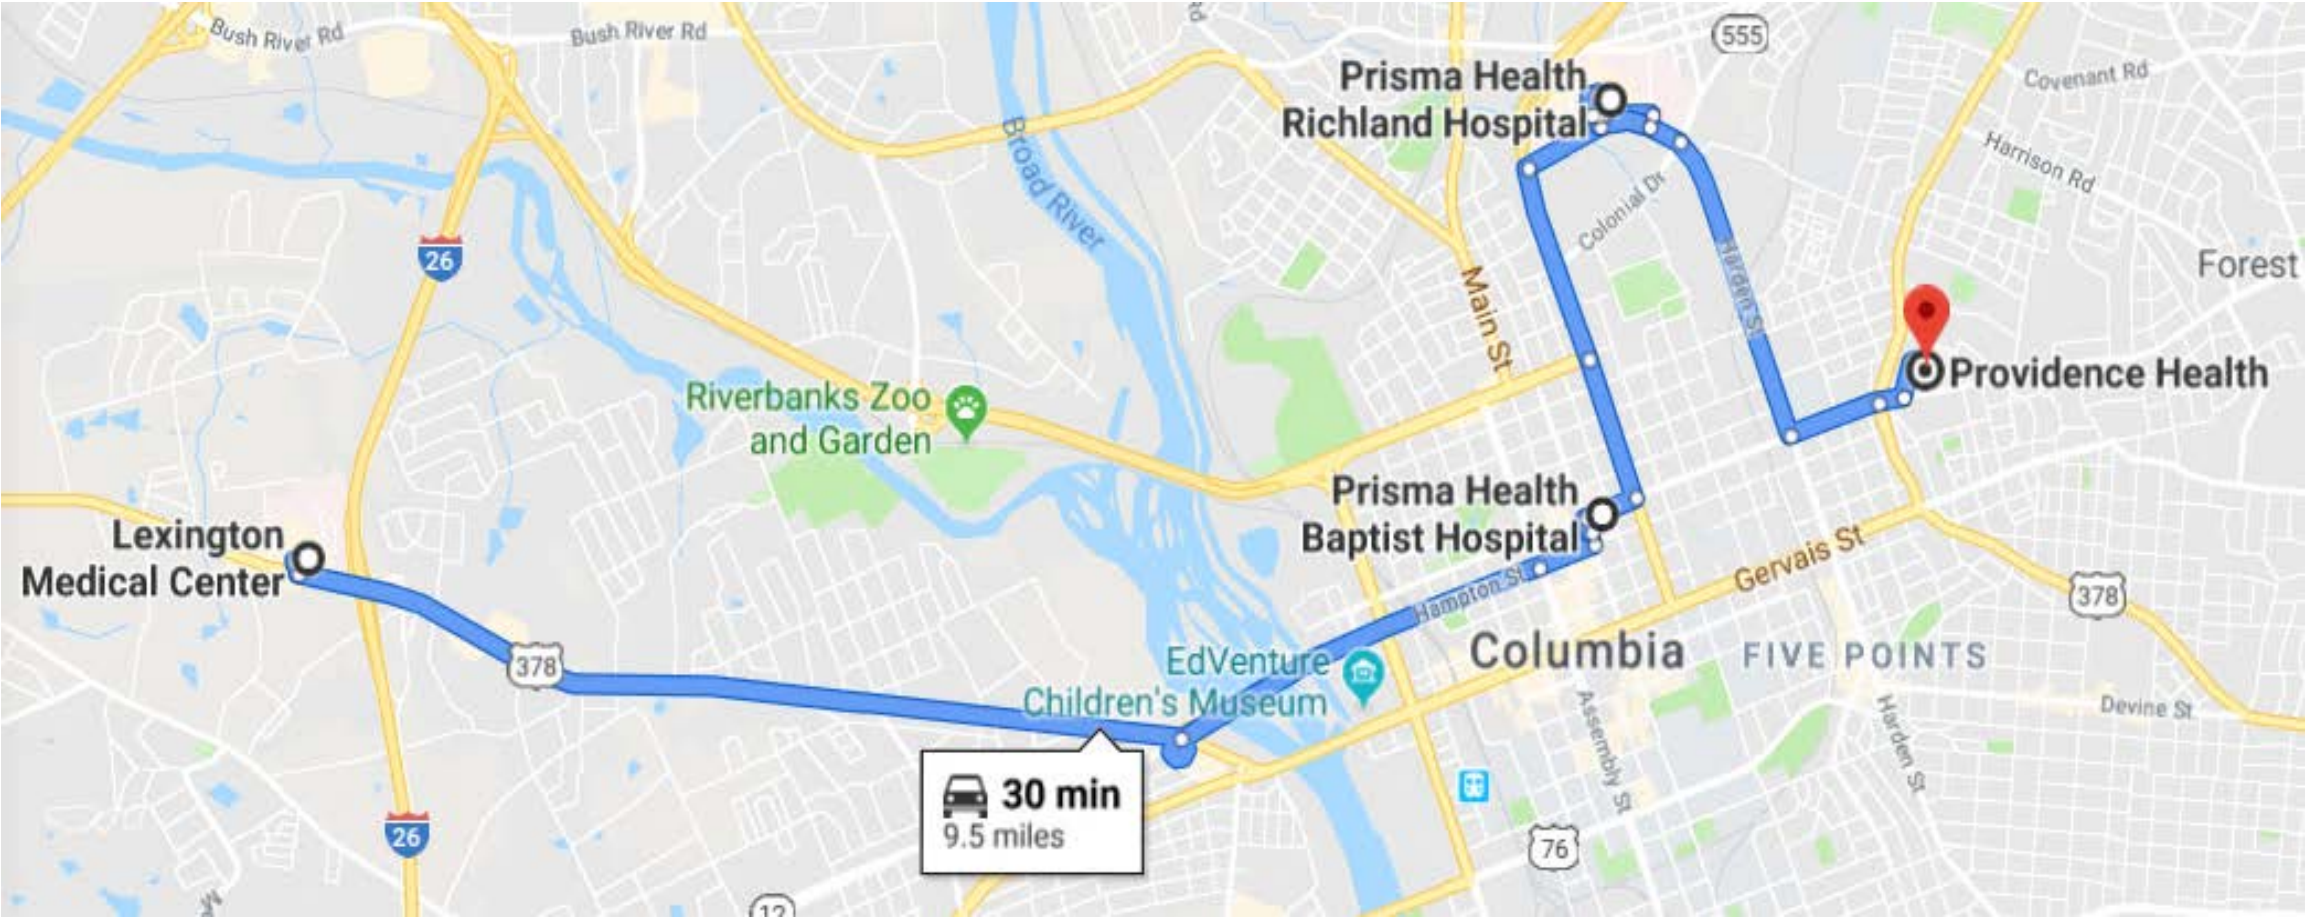 Bush River Rd
Bush River Rd
555
Covenant Rd
Prisma Health
Richland Hospital
Broad River
Harrison Rd
Colonial Dr
26
Forest
Harden St
Main St
Providence Health
Riverbanks Zoo
and Garden
Prisma Health
Baptist Hospital
Lexington
Medical Center
Gervais St
Hampton St
378
378
Columbia
FIVE POINTS
EdVenture
Children's Museum
Assembly St
Harden St
Devine St
30 min
9.5 miles
26
76
12